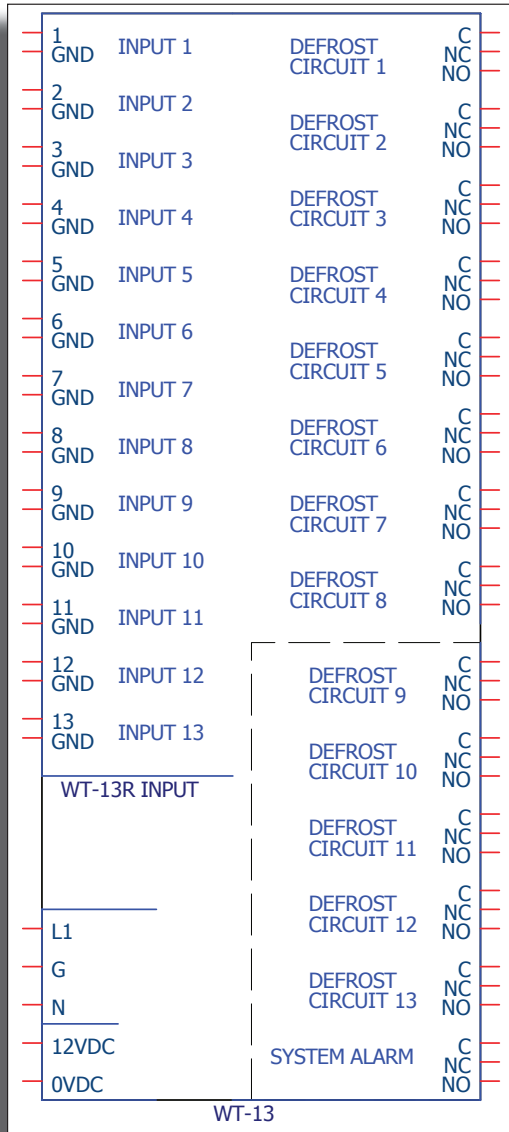 1
GND
INPUT 1
2
GND
INPUT 2
3
GND
INPUT 3
4
GND
INPUT 4
5
GND
INPUT 5
6
GND
INPUT 6
7
GND
INPUT 7
8
GND
INPUT 8
9
GND
INPUT 9
10
GND
INPUT 10
11
GND
INPUT 11
12
GND
INPUT 12
13
GND
INPUT 13
WT-13R INPUT
L1
G
N
12VDC
0VDC
DEFROST
CIRCUIT 1
C
NC
NO
DEFROST
CIRCUIT 2
C
NC
NO
DEFROST
CIRCUIT 3
C
NC
NO
DEFROST
CIRCUIT 4
C
NC
NO
DEFROST
CIRCUIT 5
C
NC
NO
DEFROST
CIRCUIT 6
C
NC
NO
DEFROST
CIRCUIT 7
C
NC
NO
DEFROST
CIRCUIT 8
C
NC
NO
DEFROST
CIRCUIT 9
C
NC
NO
DEFROST
CIRCUIT 10
C
NC
NO
DEFROST
CIRCUIT 11
C
NC
NO
DEFROST
CIRCUIT 12
C
NC
NO
DEFROST
CIRCUIT 13
C
NC
NO
SYSTEM ALARM
C
NC
NO
WT-13